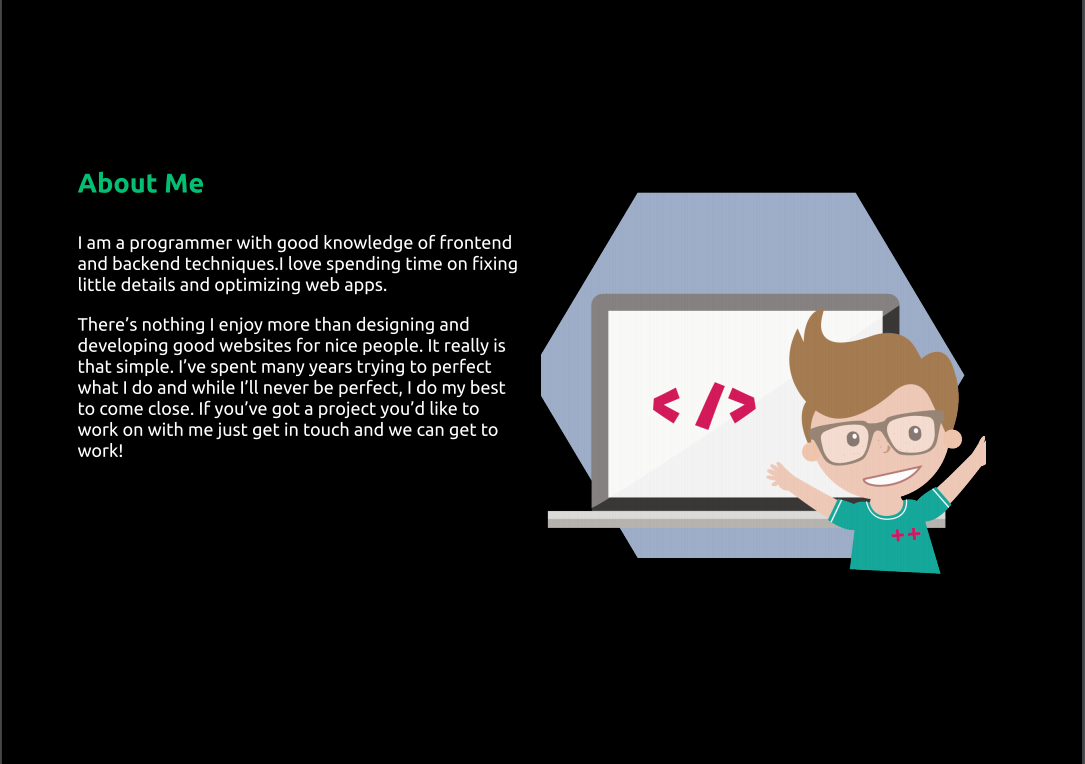 About Me
I am a programmer with good knowledge of frontend
and backend techniques.I love spending time on fixing
little details and optimizing web apps.
There’s nothing I enjoy more than designing and
developing good websites for nice people. It really is
that simple. I’ve spent many years trying to perfect
what I do and while I’ll never be perfect, I do my best
to come close. If you’ve got a project you’d like to
work on with me just get in touch and we can get to
work!
< />
++